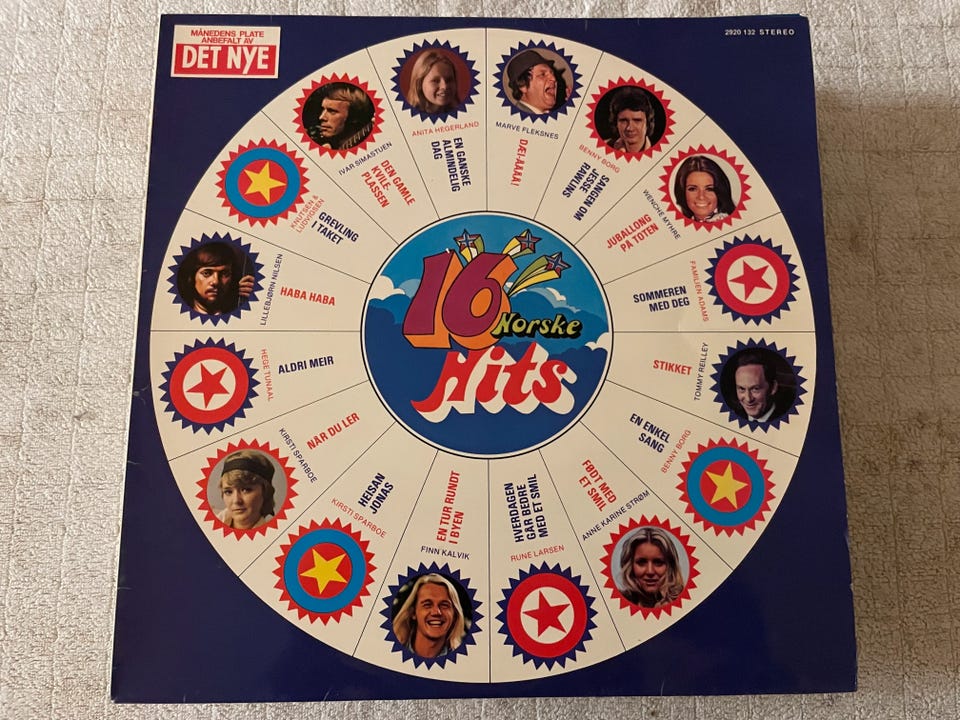 MÅNEDENS PLATE
ANBEFALT AV
DET NYE
2920 132 STEREO
16
Norske
Hits
MARVE FLEKSNES
DÆI-AAAA!
BENNY BORG
SANGEN OM
JESSE
RAWLINS
WENCHE MYHRE
JUBALLONG
PÅ TOTEN
FAMILIEN ADAMS
SOMMEREN
MED DEG
TOMMY REILLEY
STIKKET
BENNY BORG
EN ENKEL
SANG
ANNE KARINE STRØM
FØDT MED
ET SMIL
RUNE LARSEN
HVERDAGEN
GÅR BEDRE
MED ET SMIL
FINN KALVIK
EN TUR RUNDT
I BYEN
KIRSTI SPARBOE
HEISAN
JONAS
KIRSTI SPARBOE
NÅR DU LER
HEGE TUNAAL
ALDRI MEIR
LILLEBJØRN NILSEN
HABA HABA
KNUTSEN &
LUDVIGSEN
GREVLING
I TAKET
IVAR SIMASTUEN
DEN GAMLE
KVILE-
PLASSEN
ANITA HEGERLAND
EN GANSKE
ALMINDELIG
DAG